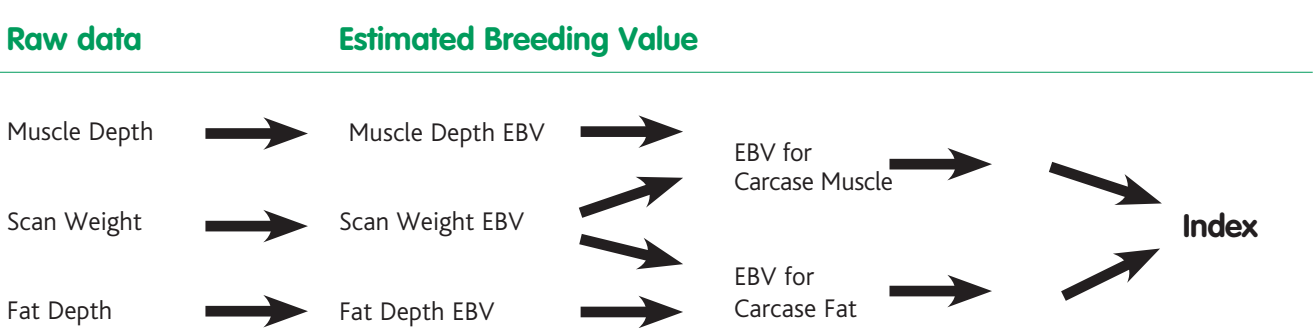 Raw data
Estimated Breeding Value
Muscle Depth
Muscle Depth EBV
EBV for
Carcase Muscle
Scan Weight
Scan Weight EBV
Index
Fat Depth
Fat Depth EBV
EBV for
Carcase Fat